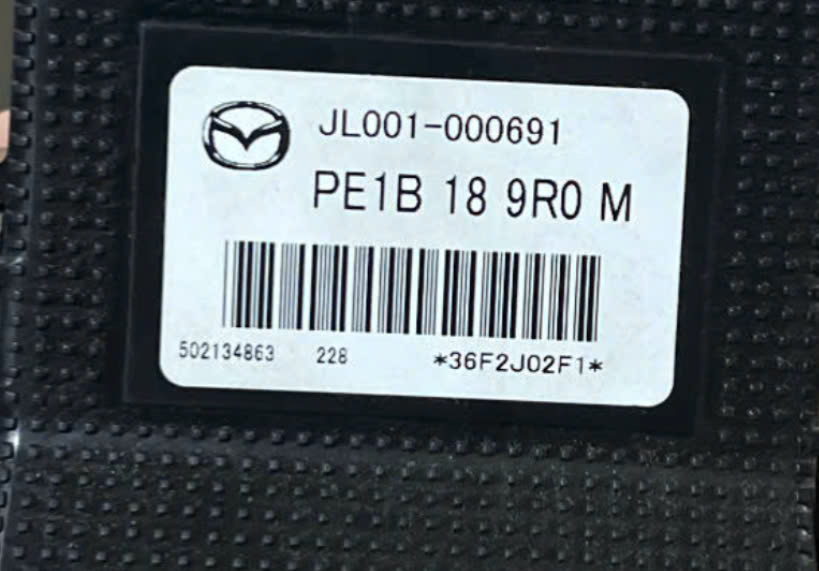 JL001-000691
PE1B 18 9R0 M
502134863 228 *36F2J02F1*